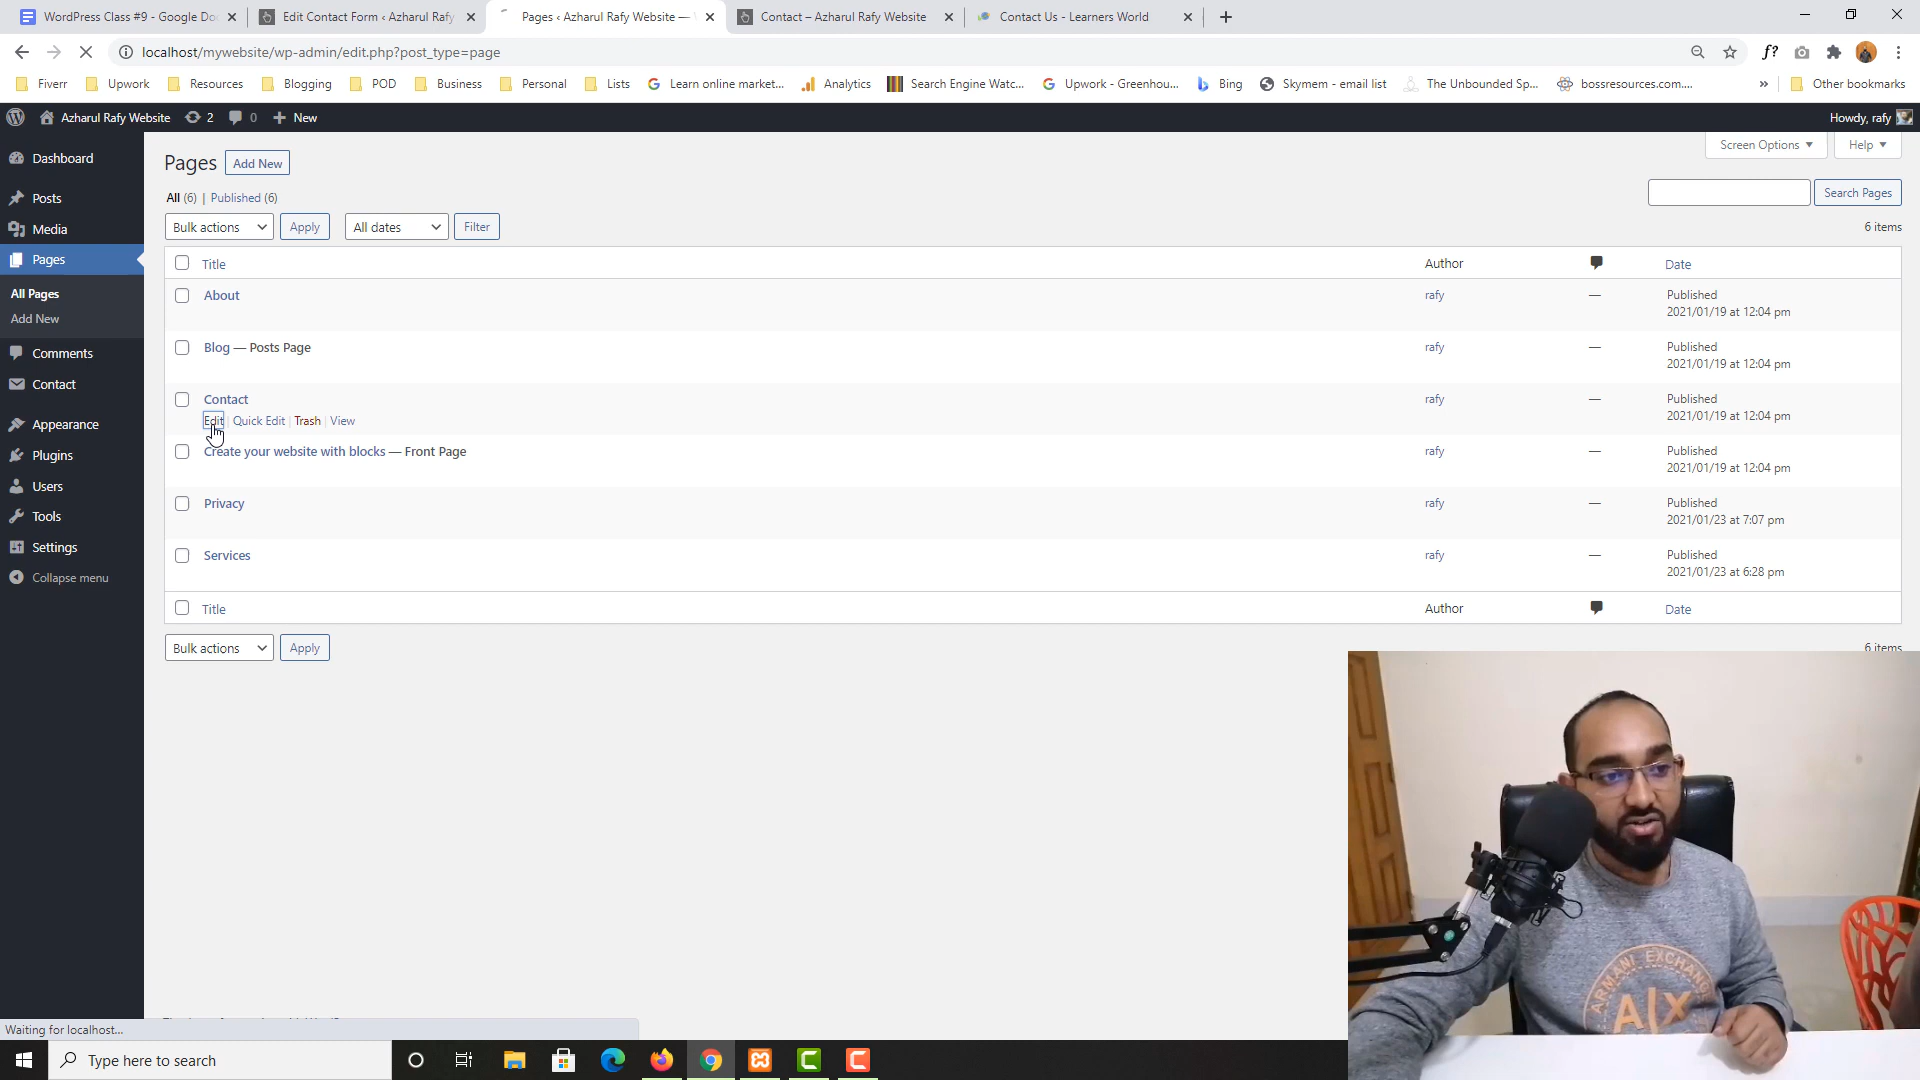 WordPress Class #9 - Google Do
Edit Contact Form ‹ Azharul Rafy
Pages ‹ Azharul Rafy Website —
Contact – Azharul Rafy Website
Contact Us - Learners World
localhost/mywebsite/wp-admin/edit.php?post_type=page
f?
Fiverr
Upwork
Resources
Blogging
POD
Business
Personal
Lists
Learn online market...
Analytics
Search Engine Watc...
Upwork - Greenhou...
Bing
Skymem - email list
The Unbounded Sp...
bossresources.com....
»
Other bookmarks
Azharul Rafy Website
2
0
New
Howdy, rafy
Dashboard
Posts
Media
Pages
All Pages
Add New
Comments
Contact
Appearance
Plugins
Users
Tools
Settings
Collapse menu
Screen Options
Help
Pages
Add New
All (6) | Published (6)
Search Pages
Bulk actions
Apply
All dates
Filter
6 items
Title
Author
Date
About
rafy
—
Published
2021/01/19 at 12:04 pm
Blog — Posts Page
rafy
—
Published
2021/01/19 at 12:04 pm
Contact
Edit | Quick Edit | Trash | View
rafy
—
Published
2021/01/19 at 12:04 pm
Create your website with blocks — Front Page
rafy
—
Published
2021/01/19 at 12:04 pm
Privacy
rafy
—
Published
2021/01/23 at 7:07 pm
Services
rafy
—
Published
2021/01/23 at 6:28 pm
Title
Author
Date
Bulk actions
Apply
6 items
ARMANI EXCHANGE
A|X
Waiting for localhost...
Type here to search